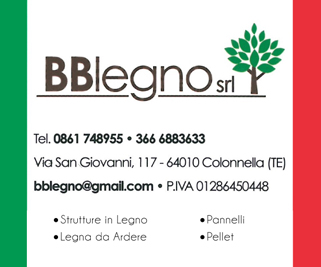 BBlegno srl
Tel. 0861 748955 • 366 6883633
Via San Giovanni, 117 - 64010 Colonnella (TE)
bblegno@gmail.com • P.IVA 01286450448
• Strutture in Legno • Pannelli
• Legna da Ardere • Pellet